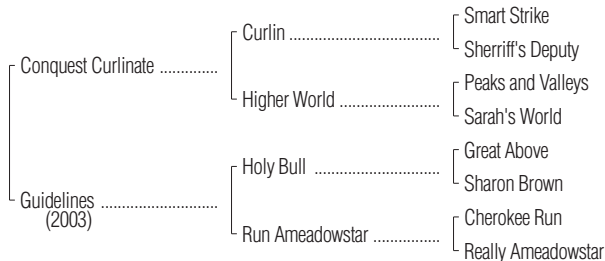 Smart Strike
Curlin ................................................
Sherriff's Deputy
Conquest Curlinate ..............
Peaks and Valleys
Higher World ................................
Sarah's World
Great Above
Holy Bull .......................................
Sharon Brown
Guidelines .................................
(2003)
Cherokee Run
Run Ameadowstar .....................
Really Ameadowstar